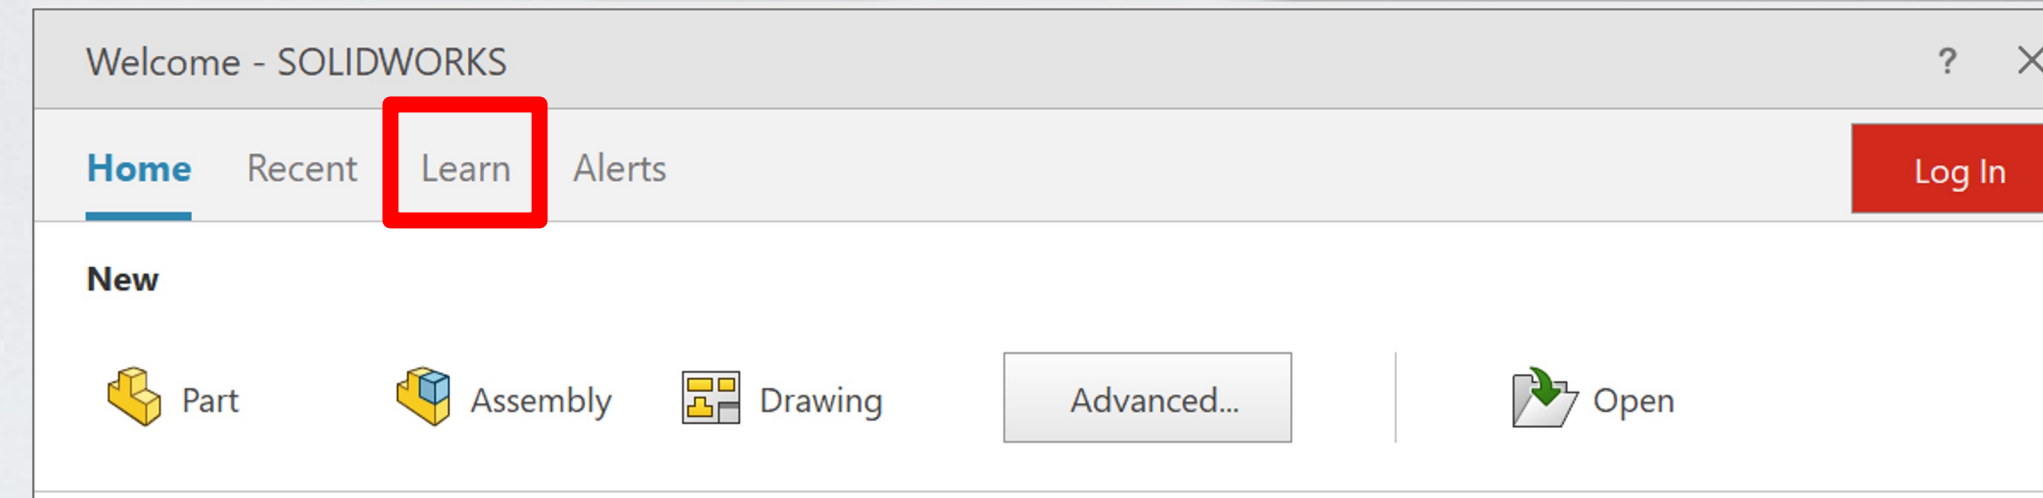 Welcome - SOLIDWORKS ?
Home Recent Learn Alerts Log In
New
Part Assembly Drawing Advanced... Open